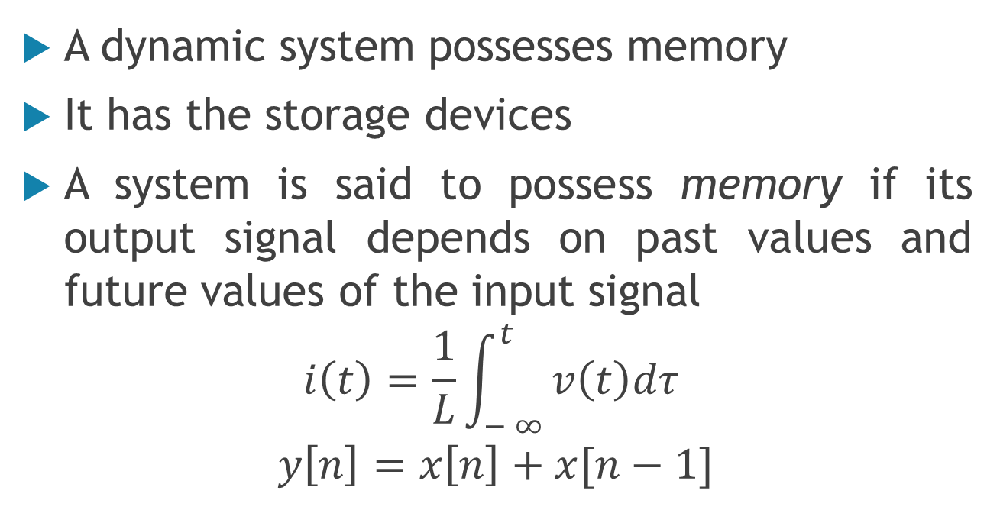 A dynamic system possesses memory
It has the storage devices
A system is said to possess memory if its
output signal depends on past values and
future values of the input signal
i(t) = \frac{1}{L} \int_{-\infty}^{t} v(t)dτ
y[n] = x[n] + x[n − 1]